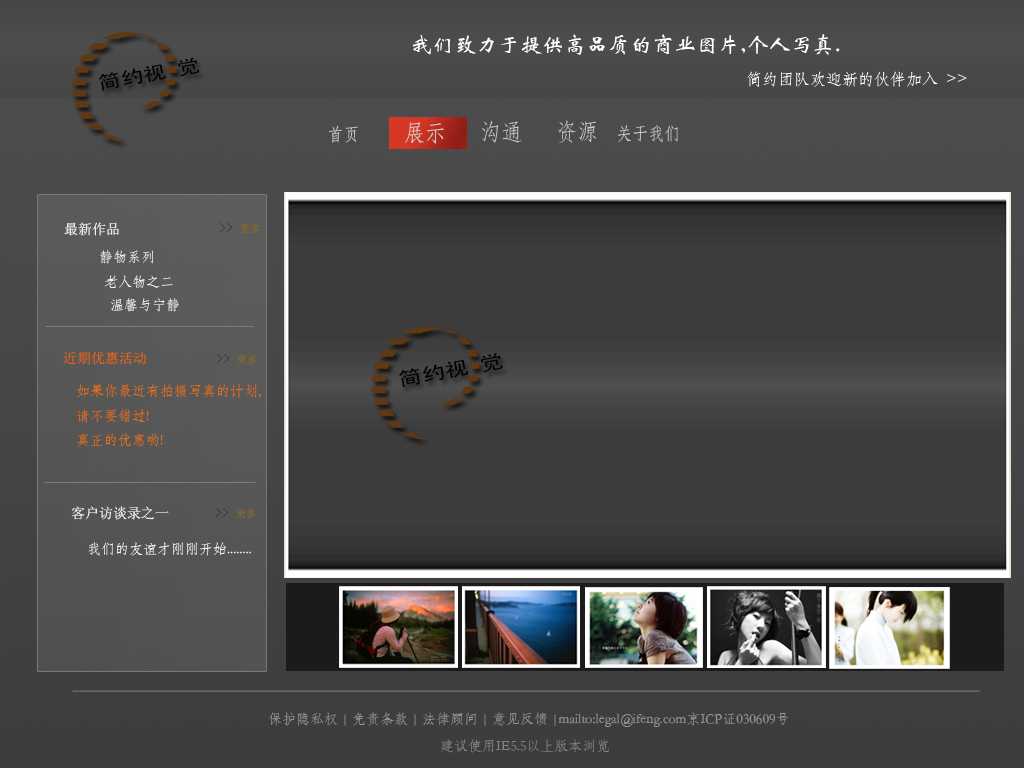 简约视觉
我们致力于提供高品质的商业图片,个人写真.
简约团队欢迎新的伙伴加入 >>
首页 展示 沟通 资源 关于我们
最新作品 >> 更多
静物系列
老人物之二
温馨与宁静
近期优惠活动 >> 更多
如果你最近有拍摄写真的计划,
请不要错过!
真正的优惠哟!
客户访谈录之一 >> 更多
我们的友谊才刚刚开始........
简约视觉
保护隐私权 | 免责条款 | 法律顾问 | 意见反馈 |mailto:legal@ifeng.com京ICP证030609号
建议使用IE5.5以上版本浏览